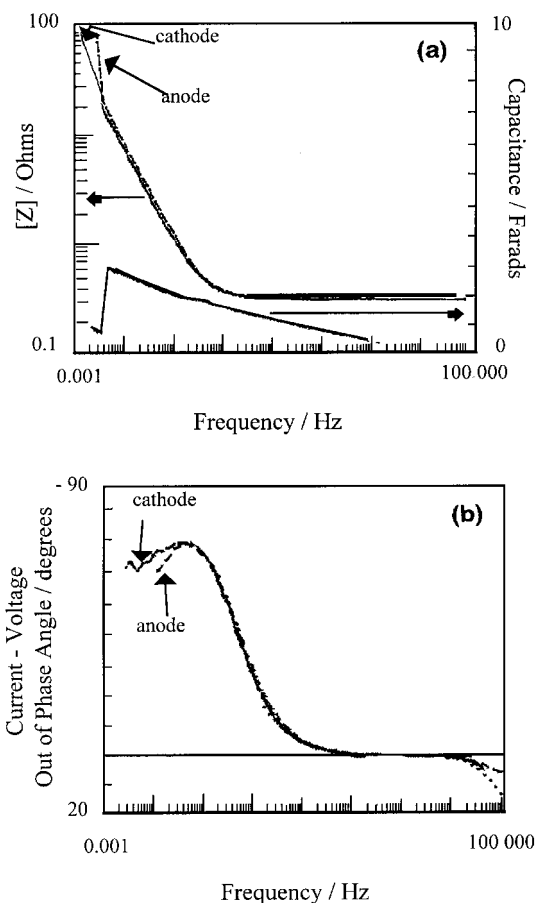 100
cathode
(a)
10
anode
[Z] / Ohms
Capacitance / Farads
0.1
0
0.001
100 000
Frequency / Hz
- 90
cathode
(b)
anode
Current - Voltage
Out of Phase Angle / degrees
20
0.001
100 000
Frequency / Hz